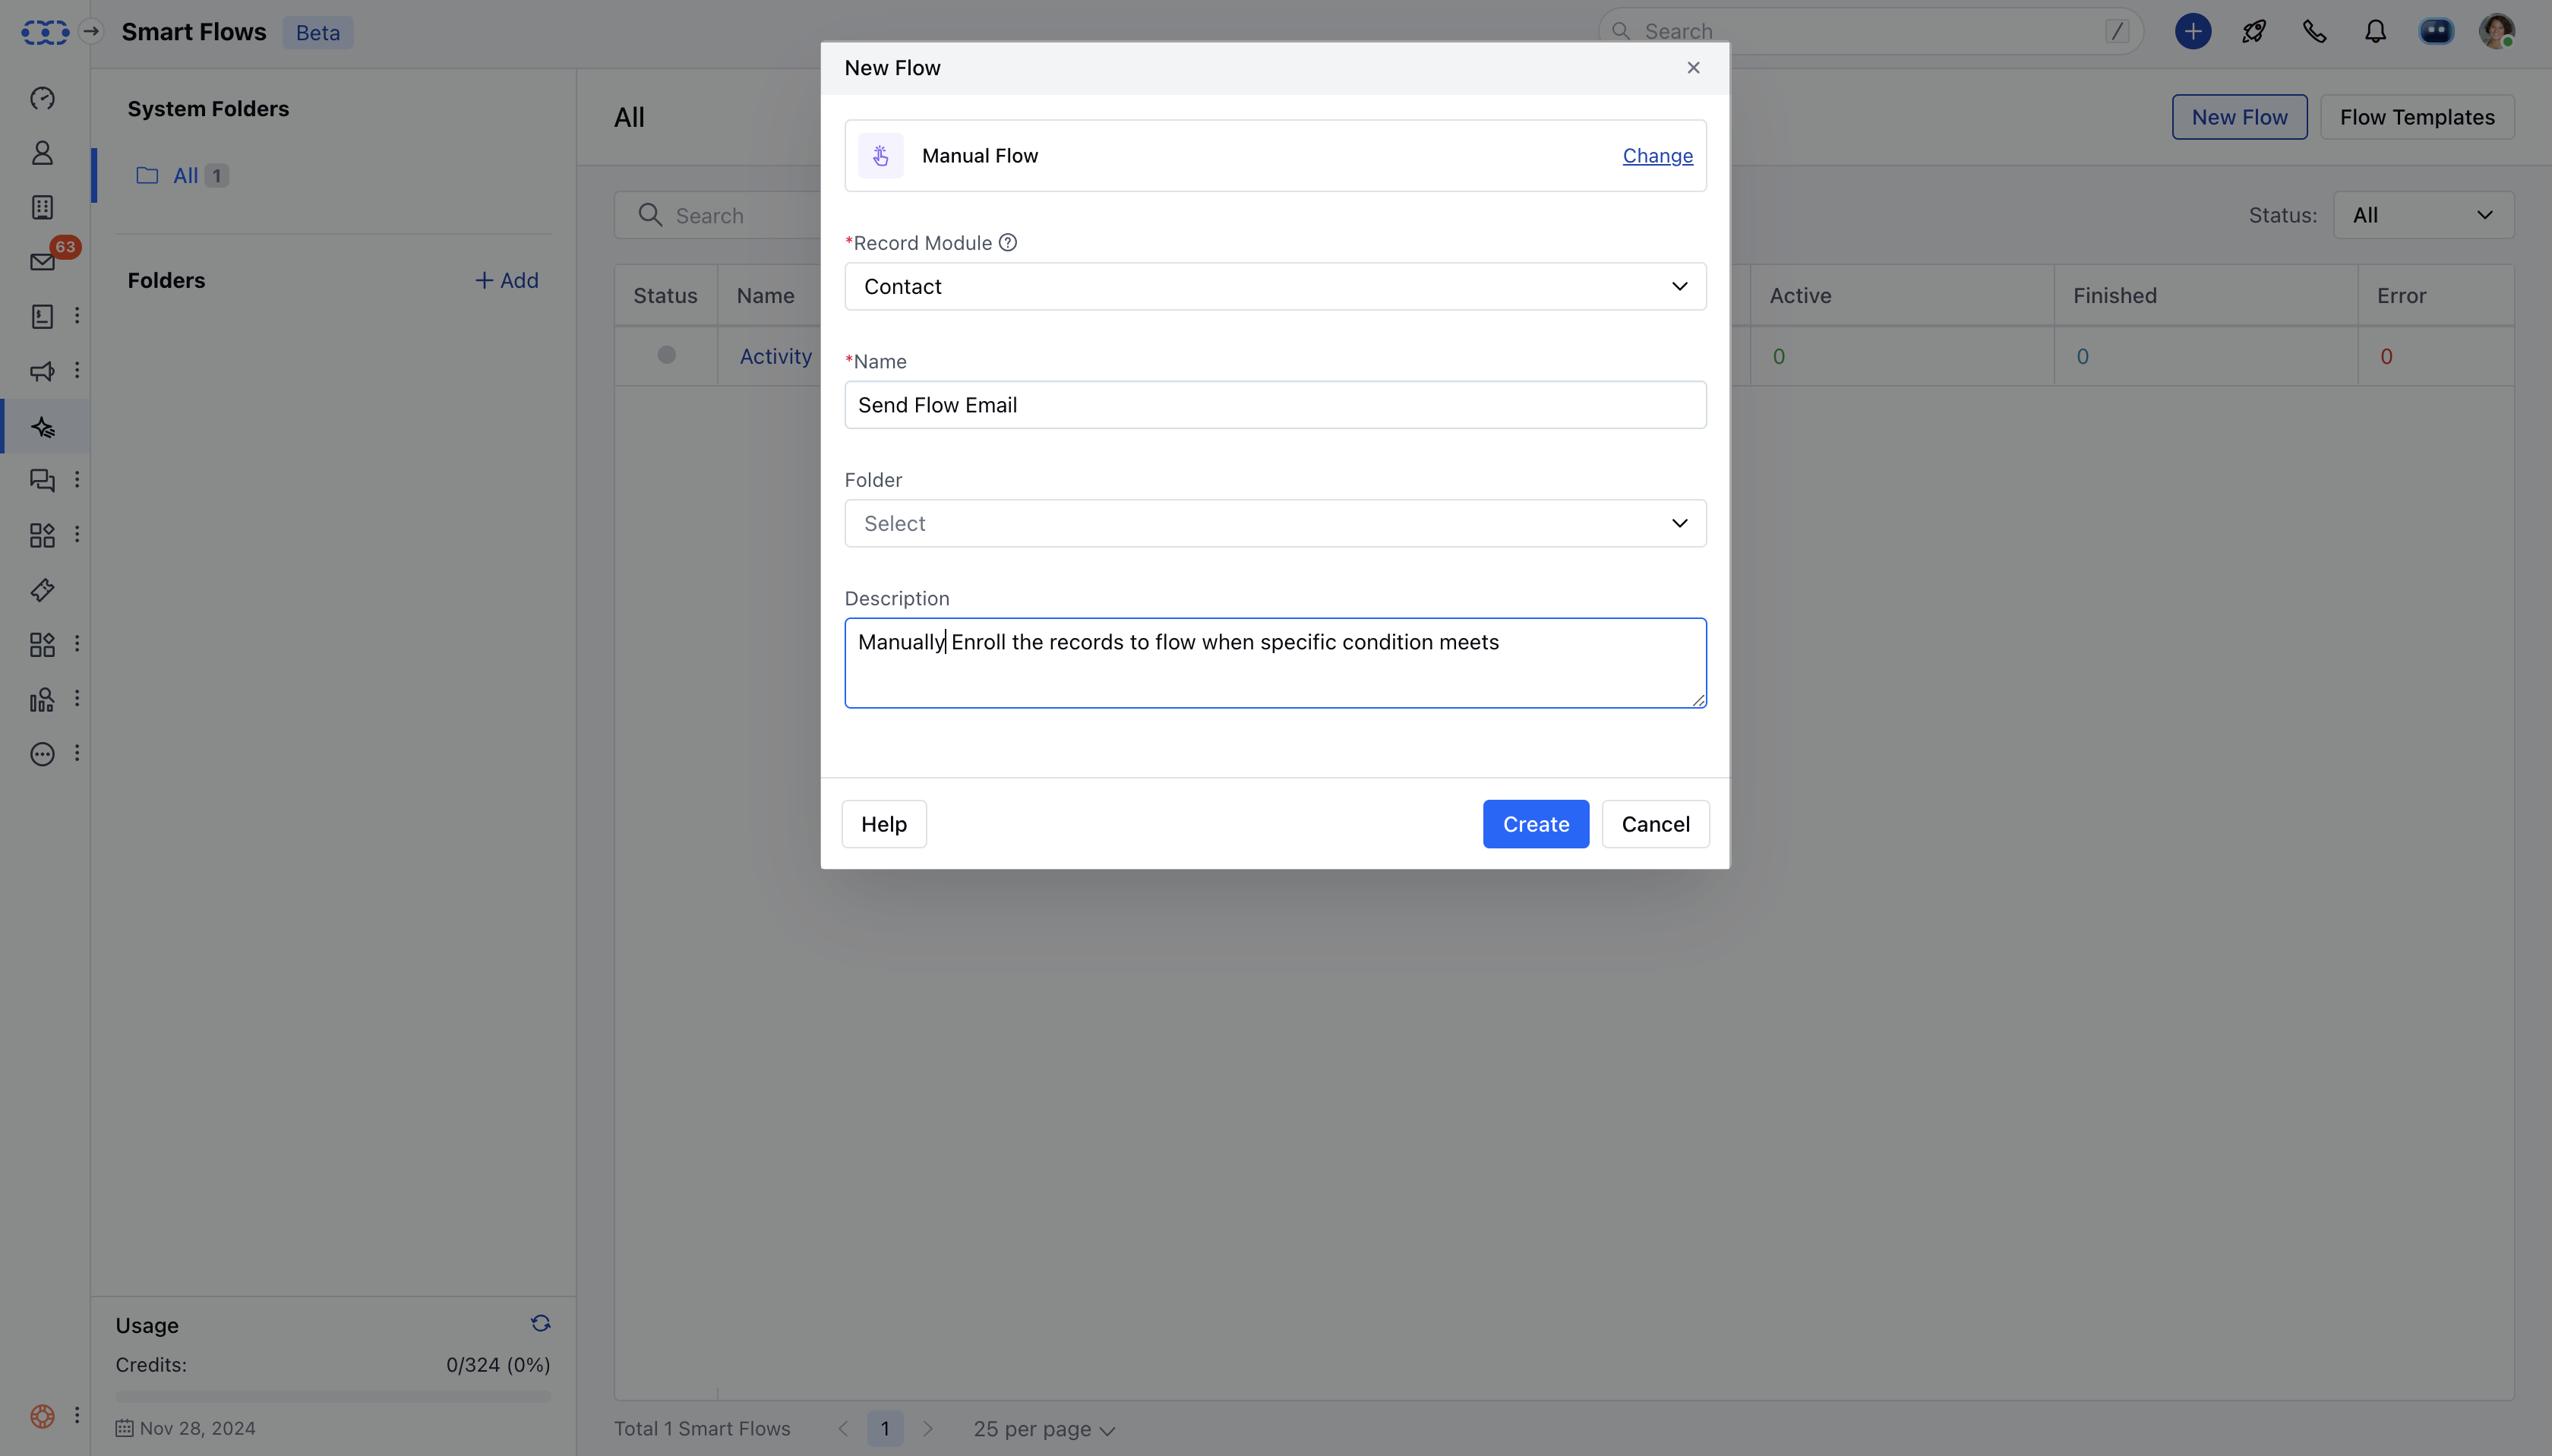 Smart Flows Beta
Search /
System Folders
All 1
Folders
+ Add
63
All
New Flow
Flow Templates
Search
Status: All
Status Name Active Finished Error
Activity 0 0 0
New Flow
Manual Flow Change
*Record Module
Contact
*Name
Send Flow Email
Folder
Select
Description
Manually Enroll the records to flow when specific condition meets
Help Create Cancel
Usage
Credits: 0/324 (0%)
Nov 28, 2024
Total 1 Smart Flows 1 25 per page